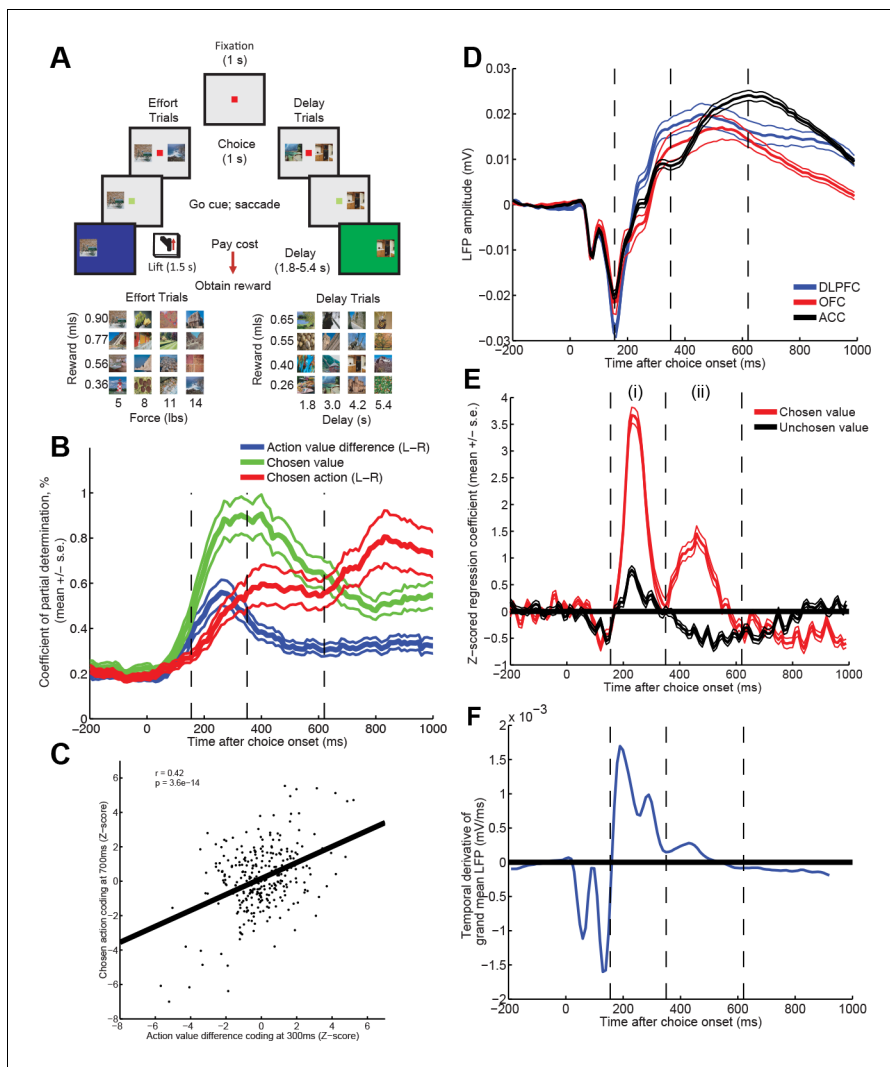 A
Fixation
(1 s)
Effort
Trials
Delay
Trials
Choice
(1 s)
Go cue; saccade
Pay cost
Lift (1.5 s)
Delay
(1.8-5.4 s)
Obtain reward
Effort Trials
Delay Trials
Reward (mls)
0.90
0.77
0.56
0.36
5 8 11 14
Force (lbs)
Reward (mls)
0.65
0.55
0.40
0.26
1.8 3.0 4.2 5.4
Delay (s)
B
Action value difference (L-R)
Chosen value
Chosen action (L-R)
Coefficient of partial determination, %
(mean +/- s.e.)
1
0.8
0.6
0.4
0.2
0
-200 0 200 400 600 800 1000
Time after choice onset (ms)
C
r = 0.42
p = 3.6e-14
Chosen action coding at 700ms (Z-score)
6
4
2
0
-2
-4
-6
-8
-8 -6 -4 -2 0 2 4 6
Action value difference coding at 300ms (Z-score)
D
LFP amplitude (mV)
0.03
0.02
0.01
0
-0.01
-0.02
-0.03
DLPFC
OFC
ACC
-200 0 200 400 600 800 1000
Time after choice onset (ms)
E
(i) (ii)
Chosen value
Unchosen value
Z-scored regression coefficient (mean +/- s.e.)
4
3.5
3
2.5
2
1.5
1
0.5
0
-0.5
-1
-200 0 200 400 600 800 1000
Time after choice onset (ms)
F
x 10⁻³
Temporal derivative of
grand mean LFP (mV/ms)
2
1.5
1
0.5
0
-0.5
-1
-1.5
-2
-200 0 200 400 600 800 1000
Time after choice onset (ms)